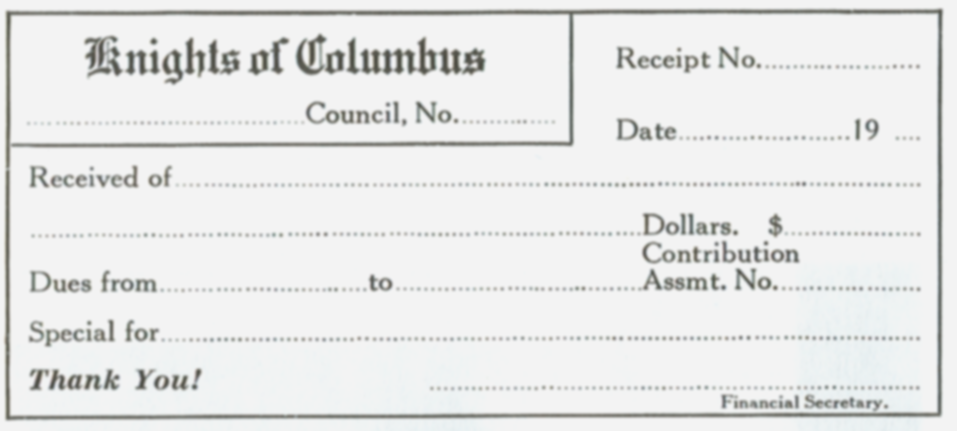 Knights of Columbus
Council, No.
Receipt No.
Date 19
Received of
Dollars. $
Contribution
Dues from to Assmt. No.
Special for
Thank You!
Financial Secretary.